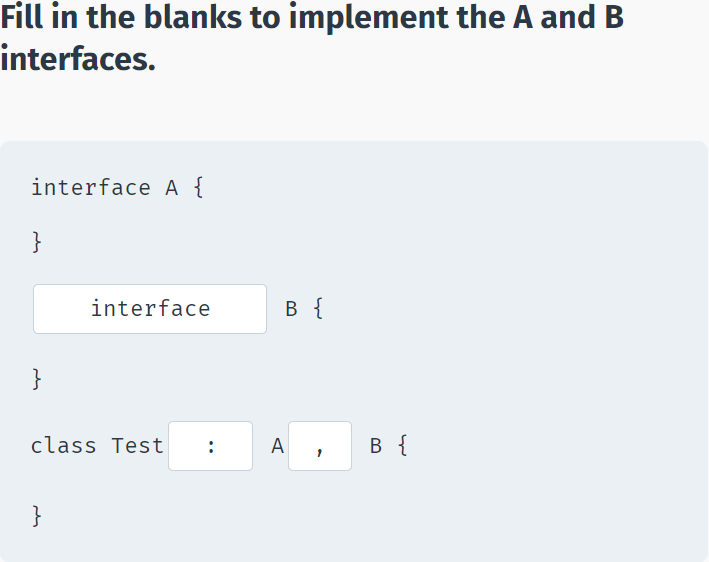 Fill in the blanks to implement the A and B
interfaces.
interface A {
}
interface B {
}
class Test : A , B {
}